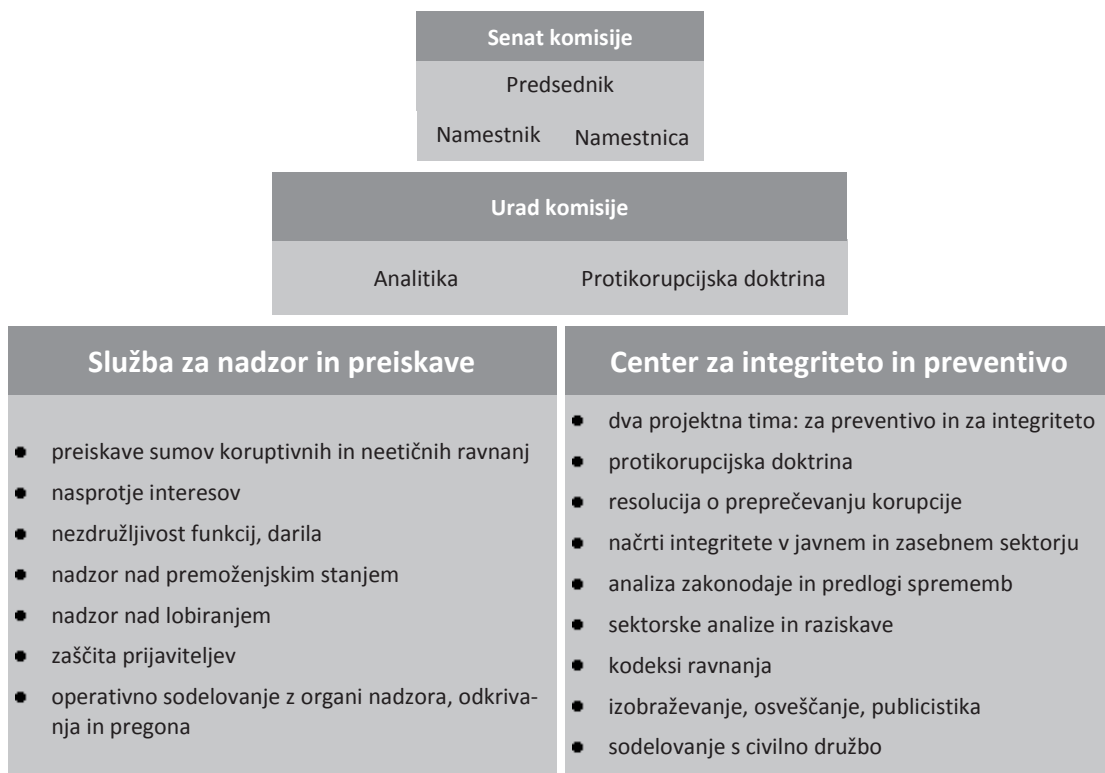 Senat komisije
Predsednik
Namestnik Namestnica
Urad komisije
Analitika Protikorupcijska doktrina
Služba za nadzor in preiskave
• preiskave sumov koruptivnih in neetičnih ravnanj
• nasprotje interesov
• nezdružljivost funkcij, darila
• nadzor nad premoženjskim stanjem
• nadzor nad lobiranjem
• zaščita prijaviteljev
• operativno sodelovanje z organi nadzora, odkriva-
nja in pregona
Center za integriteto in preventivo
• dva projektna tima: za preventivo in za integriteto
• protikorupcijska doktrina
• resolucija o preprečevanju korupcije
• načrti integritete v javnem in zasebnem sektorju
• analiza zakonodaje in predlogi sprememb
• sektorske analize in raziskave
• kodeksi ravnanja
• izobraževanje, osveščanje, publicistika
• sodelovanje s civilno družbo